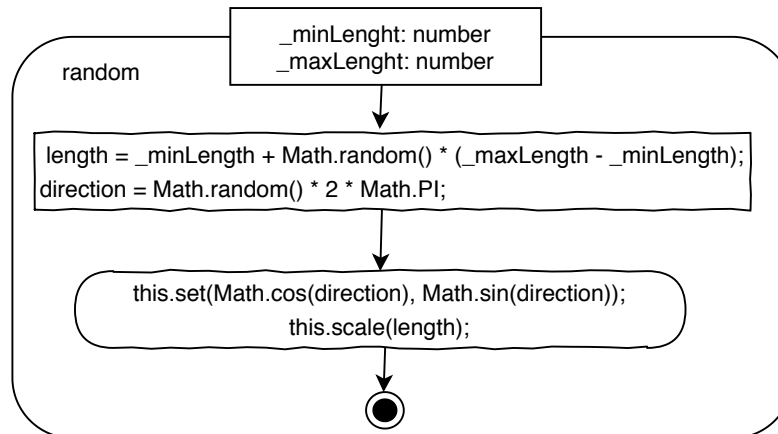 _minLenght: number
_maxLenght: number
random
length = _minLength + Math.random() * (_maxLength - _minLength);
direction = Math.random() * 2 * Math.PI;
this.set(Math.cos(direction), Math.sin(direction));
this.scale(length);